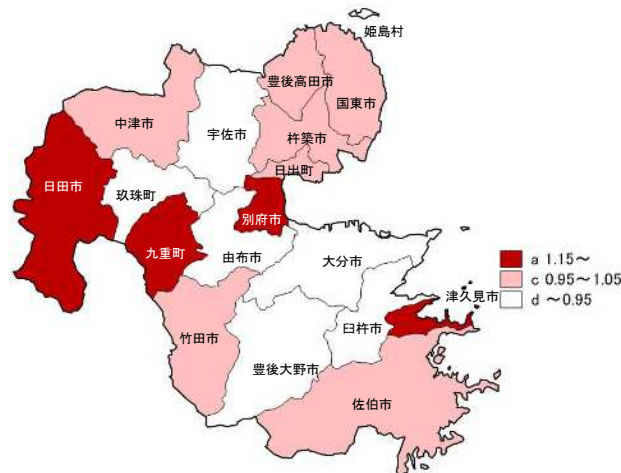 姫島村
豊後高田市
国東市
中津市
宇佐市
杵築市
日出町
日田市
玖珠町
別府市
九重町
由布市
大分市
a 1.15～
c 0.95～1.05
d ～0.95
津久見市
臼杵市
竹田市
豊後大野市
佐伯市